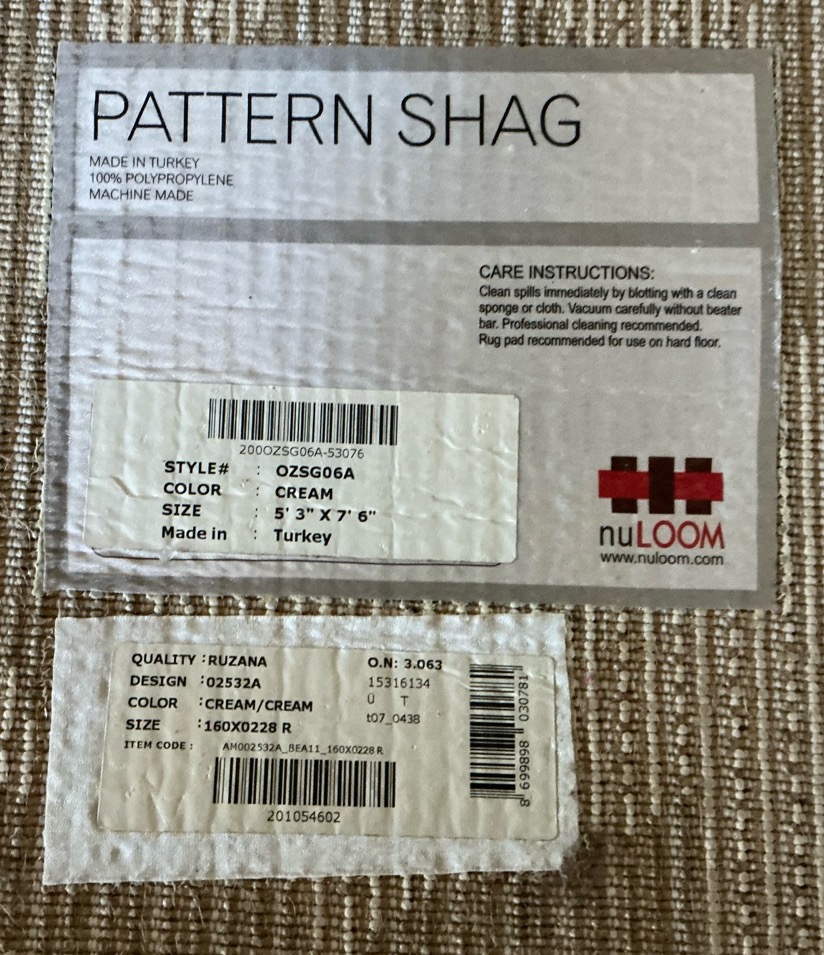 PATTERN SHAG
MADE IN TURKEY
100% POLYPROPYLENE
MACHINE MADE
CARE INSTRUCTIONS:
Clean spills immediately by blotting with a clean
sponge or cloth. Vacuum carefully without beater
bar. Professional cleaning recommended.
Rug pad recommended for use on hard floor.
200OZSG06A-53076
STYLE# : OZSG06A
COLOR : CREAM
SIZE : 5' 3" X 7' 6"
Made in : Turkey
nuLOOM
www.nuloom.com
QUALITY : RUZANA
DESIGN : 02532A
COLOR : CREAM/CREAM
SIZE : 160X0228 R
ITEM CODE : AM002532A_BEA11_160X0228 R
201054602
O.N: 3.063
15316134
Ü T
t07_0438
8 699898 030781